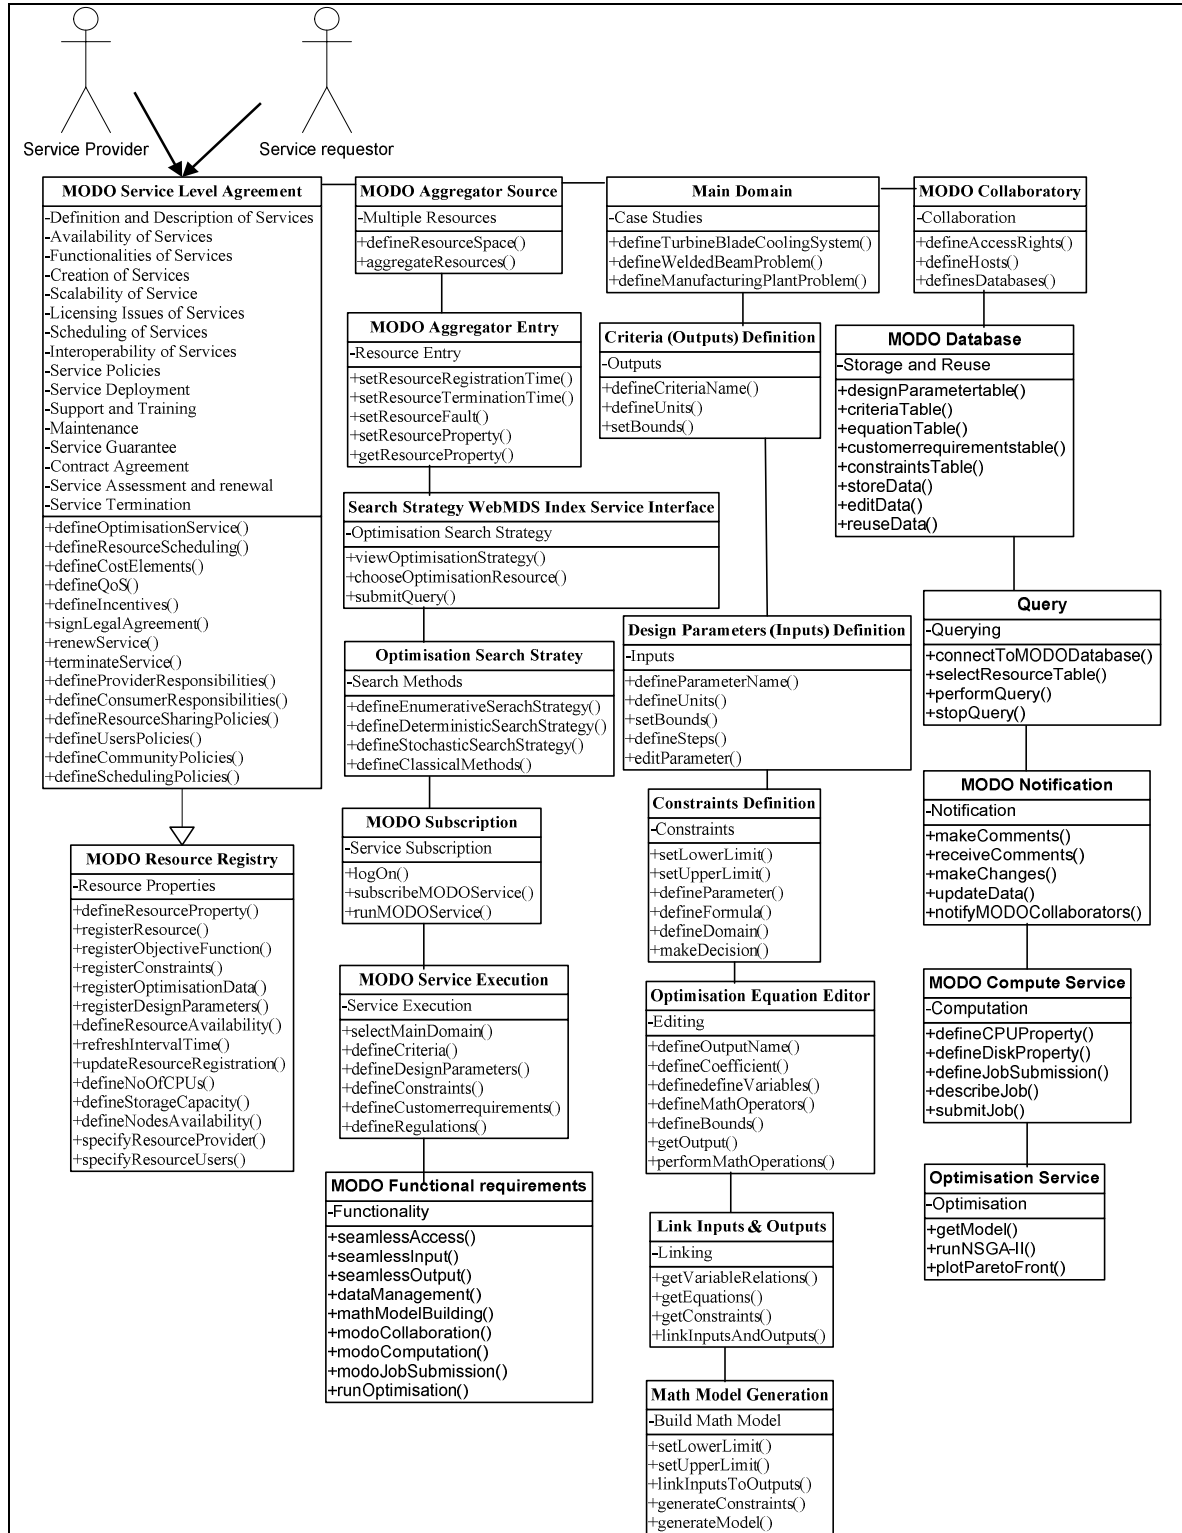 Service Provider
Service requestor
MODO Service Level Agreement
-Definition and Description of Services
-Availability of Services
-Functionalities of Services
-Creation of Services
-Scalability of Service
-Licensing Issues of Services
-Scheduling of Services
-Interoperability of Services
-Service Policies
-Service Deployment
-Support and Training
-Maintenance
-Service Guarantee
-Contract Agreement
-Service Assessment and renewal
-Service Termination
+defineOptimisationService()
+defineResourceScheduling()
+defineCostElements()
+defineQoS()
+defineIncentives()
+signLegalAgreement()
+renewService()
+terminateService()
+defineProviderResponsibilities()
+defineConsumerResponsibilities()
+defineResourceSharingPolicies()
+defineUsersPolicies()
+defineCommunityPolicies()
+defineSchedulingPolicies()
MODO Resource Registry
-Resource Properties
+defineResourceProperty()
+registerResource()
+registerObjectiveFunction()
+registerConstraints()
+registerOptimisationData()
+registerDesignParameters()
+defineResourceAvailability()
+refreshIntervalTime()
+updateResourceRegistration()
+defineNoOfCPUs()
+defineStorageCapacity()
+defineNodesAvailability()
+specifyResourceProvider()
+specifyResourceUsers()
MODO Aggregator Source
-Multiple Resources
+defineResourceSpace()
+aggregateResources()
MODO Aggregator Entry
-Resource Entry
+setResourceRegistrationTime()
+setResourceTerminationTime()
+setResourceFault()
+setResourceProperty()
+getResourceProperty()
Search Strategy WebMDS Index Service Interface
-Optimisation Search Strategy
+viewOptimisationStrategy()
+chooseOptimisationResource()
+submitQuery()
Optimisation Search Stratey
-Search Methods
+defineEnumerativeSerachStrategy()
+defineDeterministicSearchStrategy()
+defineStochasticSearchStrategy()
+defineClassicalMethods()
MODO Subscription
-Service Subscription
+logOn()
+subscribeMODOService()
+runMODOService()
MODO Service Execution
-Service Execution
+selectMainDomain()
+defineCriteria()
+defineDesignParameters()
+defineConstraints()
+defineCustomerrequirements()
+defineRegulations()
MODO Functional requirements
-Functionality
+seamlessAccess()
+seamlessInput()
+seamlessOutput()
+dataManagement()
+mathModelBuilding()
+modoCollaboration()
+modoComputation()
+modoJobSubmission()
+runOptimisation()
Main Domain
-Case Studies
+defineTurbineBladeCoolingSystem()
+defineWeldedBeamProblem()
+defineManufacturingPlantProblem()
Criteria (Outputs) Definition
-Outputs
+defineCriteriaName()
+defineUnits()
+setBounds()
Design Parameters (Inputs) Definition
-Inputs
+defineParameterName()
+defineUnits()
+setBounds()
+defineSteps()
+editParameter()
Constraints Definition
-Constraints
+setLowerLimit()
+setUpperLimit()
+defineParameter()
+defineFormula()
+defineDomain()
+makeDecision()
Optimisation Equation Editor
-Editing
+defineOutputName()
+defineCoefficient()
+definedefineVariables()
+defineMathOperators()
+defineBounds()
+getOutput()
+performMathOperations()
Link Inputs & Outputs
-Linking
+getVariableRelations()
+getEquations()
+getConstraints()
+linkInputsAndOutputs()
Math Model Generation
-Build Math Model
+setLowerLimit()
+setUpperLimit()
+linkInputsToOutputs()
+generateConstraints()
+generateModel()
MODO Collaboratory
-Collaboration
+defineAccessRights()
+defineHosts()
+definesDatabases()
MODO Database
-Storage and Reuse
+designParametertable()
+criteriaTable()
+equationTable()
+customerrequirementstable()
+constraintsTable()
+storeData()
+editData()
+reuseData()
Query
-Querying
+connectToMODODatabase()
+selectResourceTable()
+performQuery()
+stopQuery()
MODO Notification
-Notification
+makeComments()
+receiveComments()
+makeChanges()
+updateData()
+notifyMODOCollaborators()
MODO Compute Service
-Computation
+defineCPUProperty()
+defineDiskProperty()
+defineJobSubmission()
+describeJob()
+submitJob()
Optimisation Service
-Optimisation
+getModel()
+runNSGA-II()
+plotParetoFront()